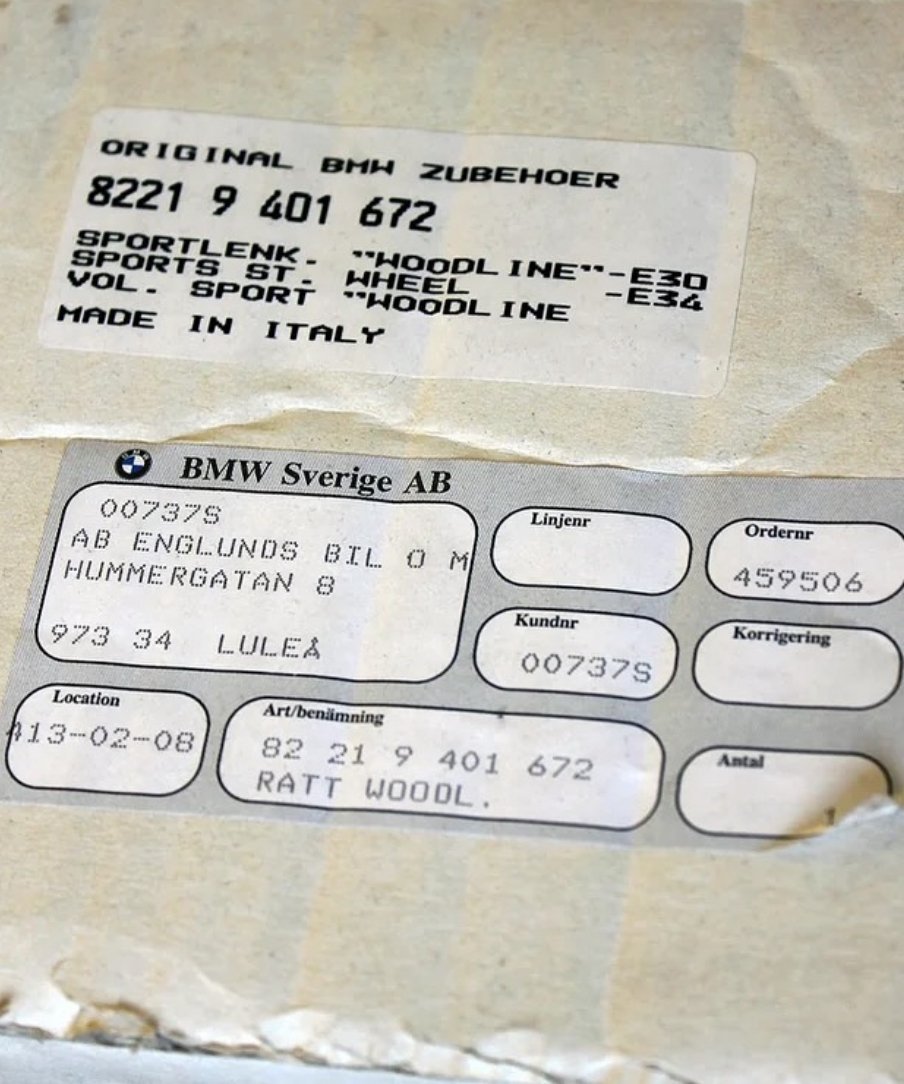 ORIGINAL BMW ZUBEHOER
8221 9 401 672
SPORTLENK. "WOODLINE"-E30
SPORTS ST. WHEEL -E34
VOL. SPORT "WOODLINE
MADE IN ITALY
BMW Sverige AB
00737S
AB ENGLUNDS BIL O M
HUMMERGATAN 8
973 34 LULEÅ
Linjenr
Ordernr
459506
Kundnr
00737S
Korrigering
Location
413-02-08
Art/benämning
82 21 9 401 672
RATT WOODL.
Antal
1